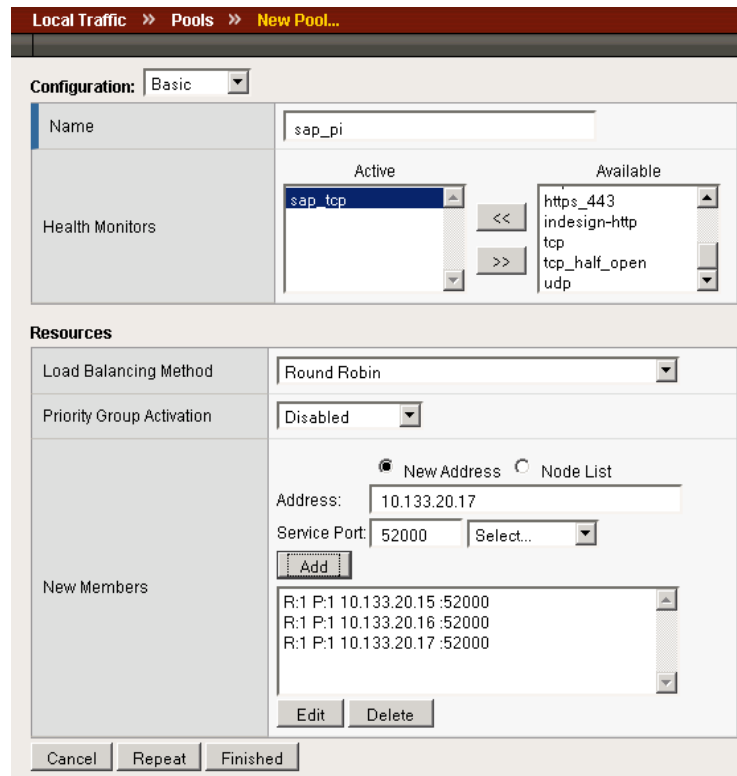 Local Traffic » Pools » New Pool...
Configuration: Basic
Name
sap_pi
Health Monitors
Active
Available
sap_tcp
<<
>>
https_443
indesign-http
tcp
tcp_half_open
udp
Resources
Load Balancing Method
Round Robin
Priority Group Activation
Disabled
New Members
New Address Node List
Address: 10.133.20.17
Service Port: 52000 Select...
Add
R:1 P:1 10.133.20.15 :52000
R:1 P:1 10.133.20.16 :52000
R:1 P:1 10.133.20.17 :52000
Edit Delete
Cancel Repeat Finished